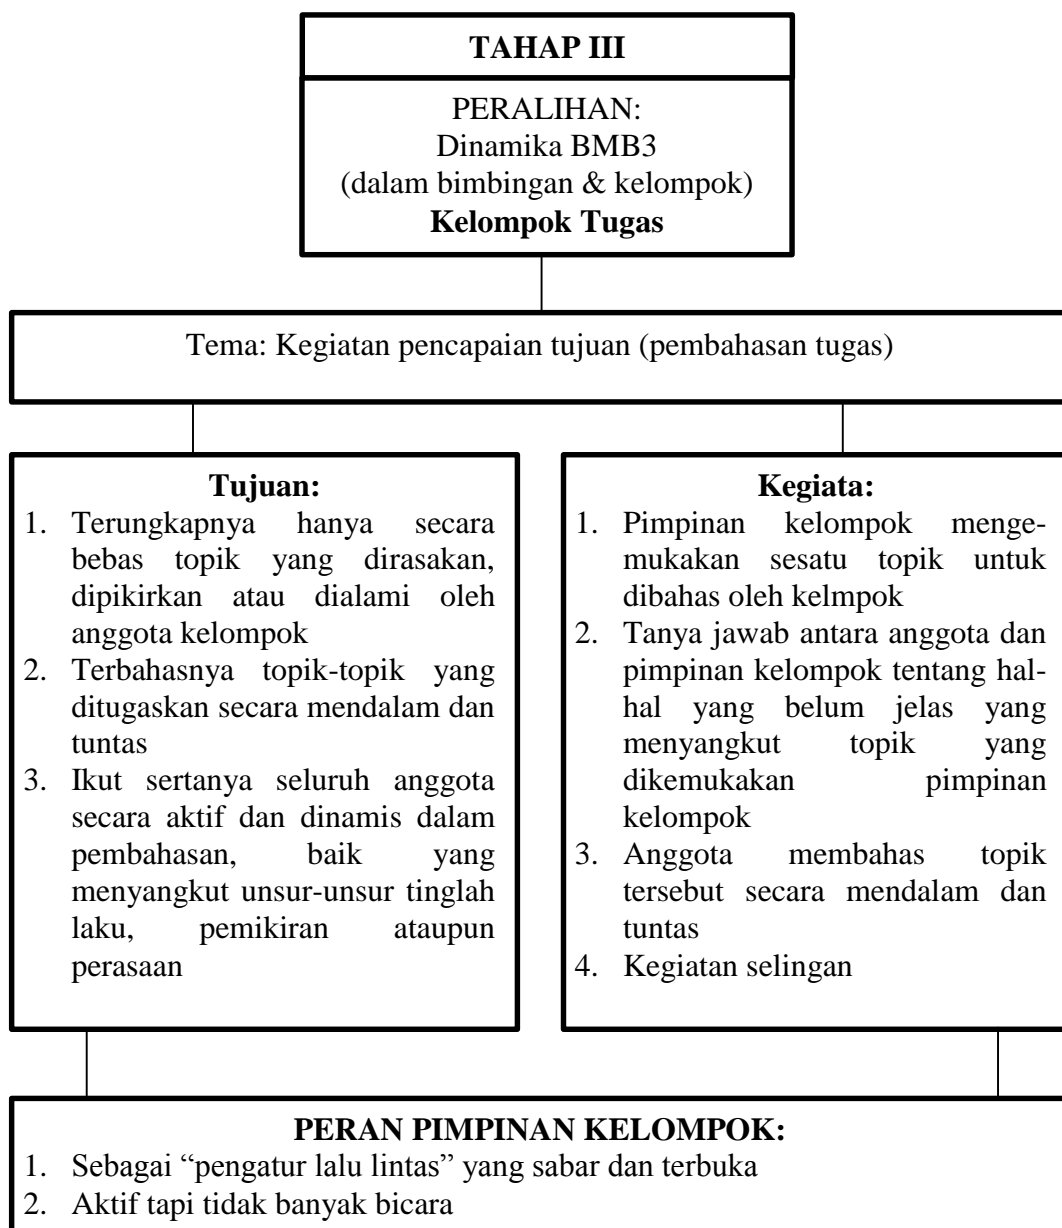 TAHAP III
PERALIHAN:
Dinamika BMB3
(dalam bimbingan & kelompok)
Kelompok Tugas
Tema: Kegiatan pencapaian tujuan (pembahasan tugas)
Tujuan:
1. Terungkapnya hanya secara
bebas topik yang dirasakan,
dipikirkan atau dialami oleh
anggota kelompok
2. Terbahasnya topik-topik yang
ditugaskan secara mendalam dan
tuntas
3. Ikut sertanya seluruh anggota
secara aktif dan dinamis dalam
pembahasan, baik yang
menyangkut unsur-unsur tinglah
laku, pemikiran ataupun
perasaan
Kegiata:
1. Pimpinan kelompok menge-
mukakan sesatu topik untuk
dibahas oleh kelmpok
2. Tanya jawab antara anggota dan
pimpinan kelompok tentang hal-
hal yang belum jelas yang
menyangkut topik yang
dikemukakan pimpinan
kelompok
3. Anggota membahas topik
tersebut secara mendalam dan
tuntas
4. Kegiatan selingan
PERAN PIMPINAN KELOMPOK:
1. Sebagai “pengatur lalu lintas” yang sabar dan terbuka
2. Aktif tapi tidak banyak bicara